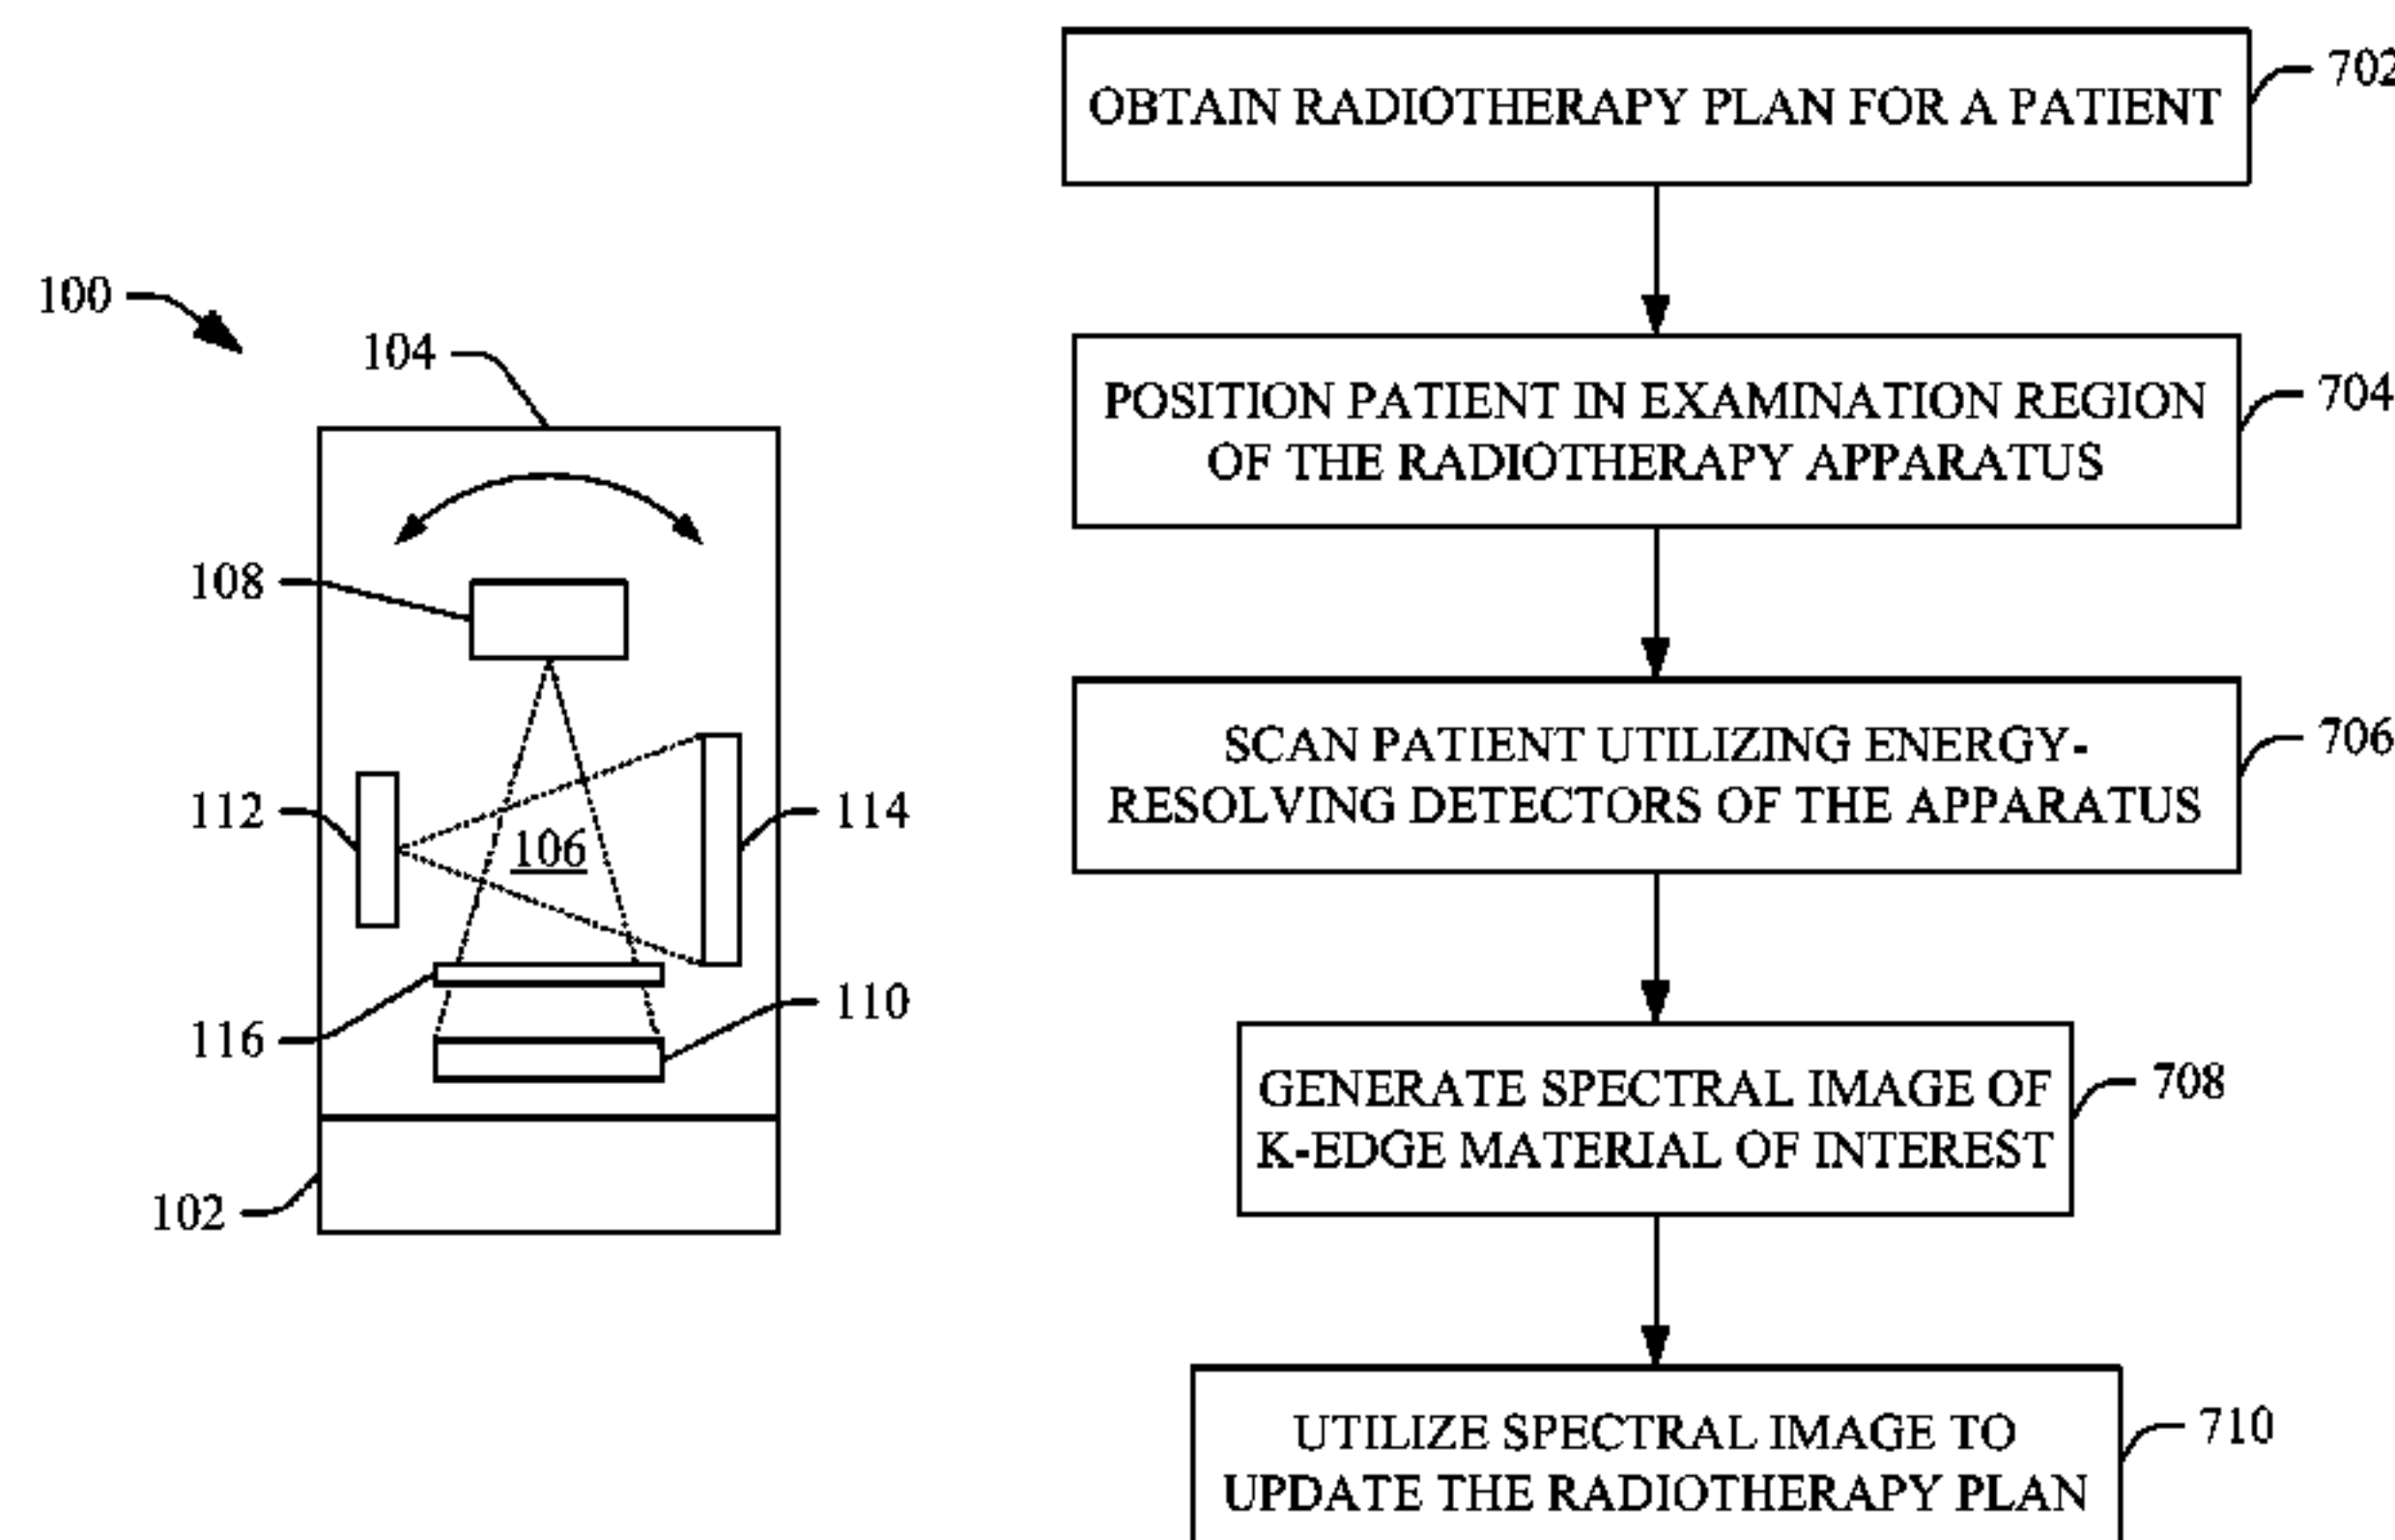 100
104
108
112
106
114
116
110
102
OBTAIN RADIOTHERAPY PLAN FOR A PATIENT
702
POSITION PATIENT IN EXAMINATION REGION
OF THE RADIOTHERAPY APPARATUS
704
SCAN PATIENT UTILIZING ENERGY-
RESOLVING DETECTORS OF THE APPARATUS
706
GENERATE SPECTRAL IMAGE OF
K-EDGE MATERIAL OF INTEREST
708
UTILIZE SPECTRAL IMAGE TO
UPDATE THE RADIOTHERAPY PLAN
710